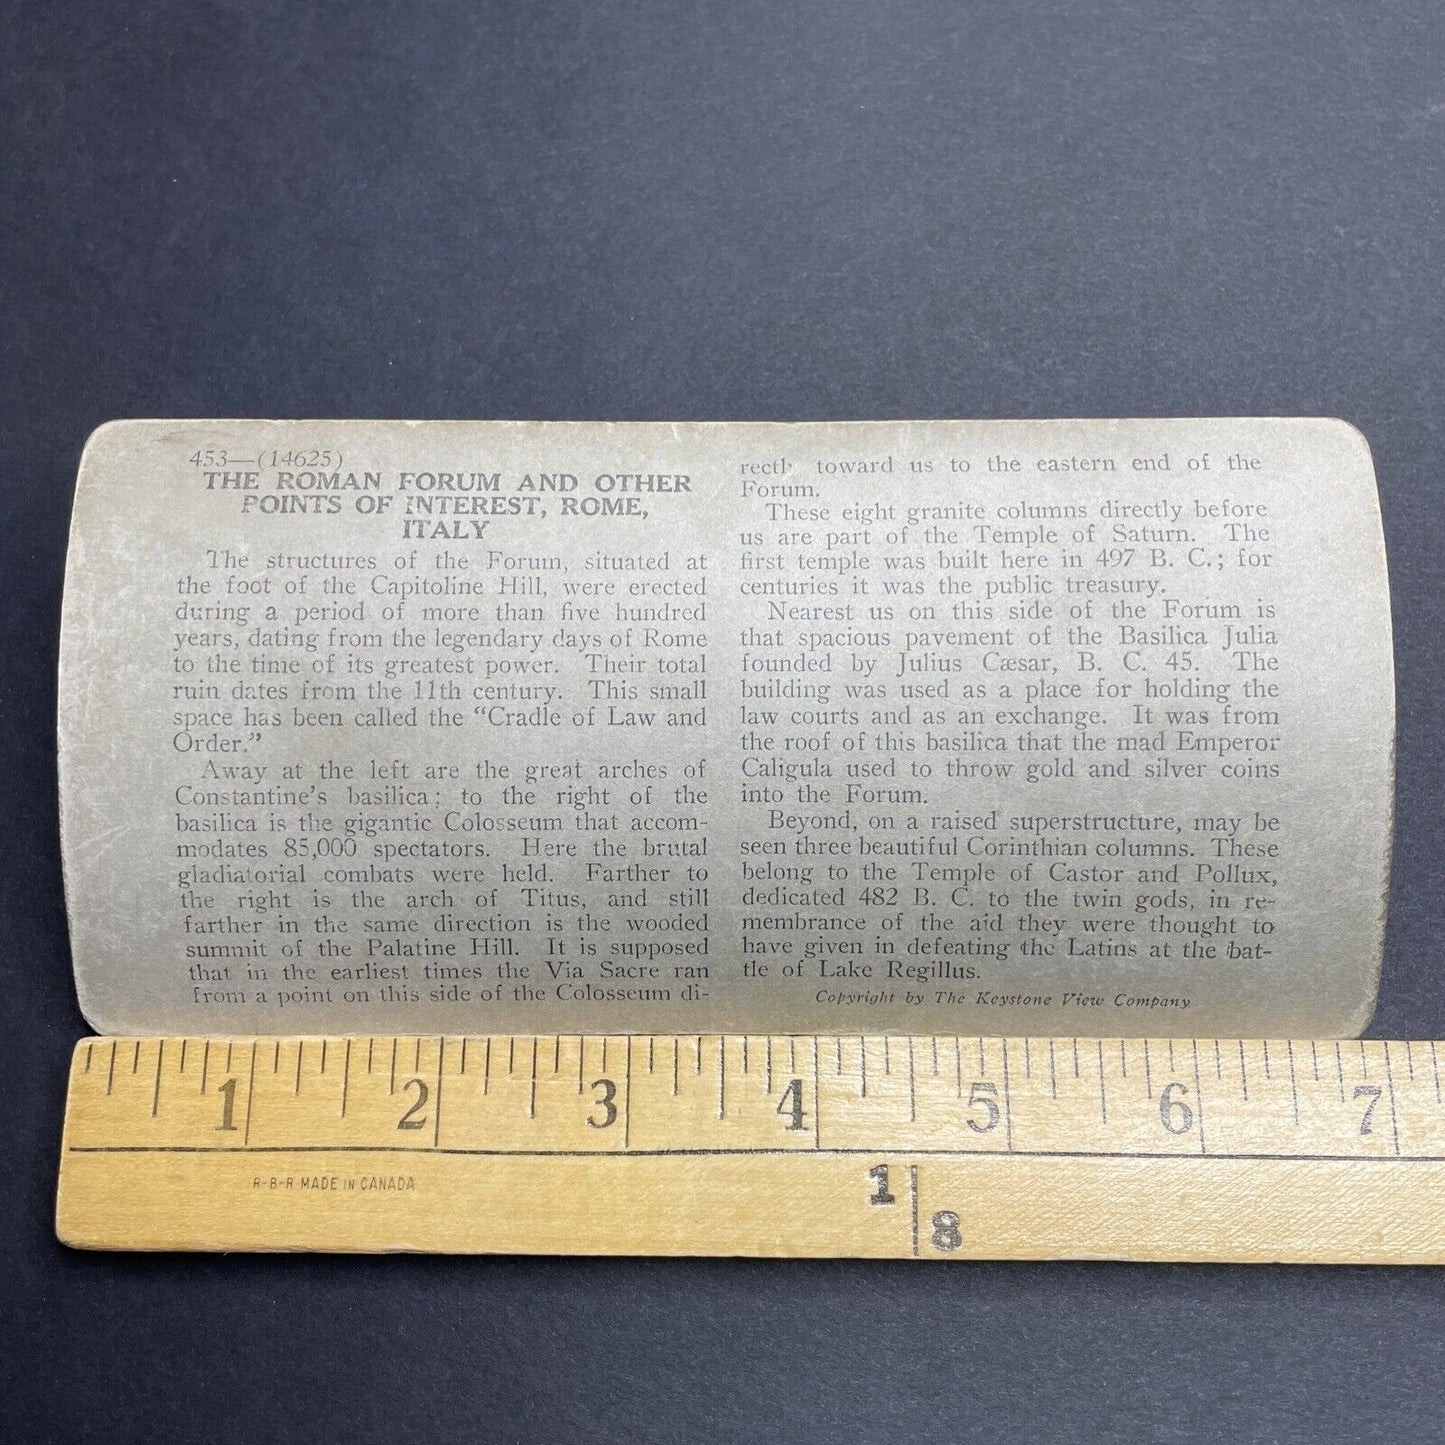 453—(14625)
THE ROMAN FORUM AND OTHER
POINTS OF INTEREST, ROME,
ITALY
The structures of the Forum, situated at
the foot of the Capitoline Hill, were erected
during a period of more than five hundred
years, dating from the legendary days of Rome
to the time of its greatest power. Their total
ruin dates from the 11th century. This small
space has been called the “Cradle of Law and
Order.”
Away at the left are the great arches of
Constantine's basilica; to the right of the
basilica is the gigantic Colosseum that accom-
modates 85,000 spectators. Here the brutal
gladiatorial combats were held. Farther to
the right is the arch of Titus, and still
farther in the same direction is the wooded
summit of the Palatine Hill. It is supposed
that in the earliest times the Via Sacre ran
from a point on this side of the Colosseum di-
rectly toward us to the eastern end of the
Forum.
These eight granite columns directly before
us are part of the Temple of Saturn. The
first temple was built here in 497 B. C.; for
centuries it was the public treasury.
Nearest us on this side of the Forum is
that spacious pavement of the Basilica Julia
founded by Julius Cæsar, B. C. 45. The
building was used as a place for holding the
law courts and as an exchange. It was from
the roof of this basilica that the mad Emperor
Caligula used to throw gold and silver coins
into the Forum.
Beyond, on a raised superstructure, may be
seen three beautiful Corinthian columns. These
belong to the Temple of Castor and Pollux,
dedicated 482 B. C. to the twin gods, in re-
membrance of the aid they were thought to
have given in defeating the Latins at the bat-
tle of Lake Regillus.
Copyright by The Keystone View Company
1 2 3 4 5 6 7
R-B-R MADE IN CANADA
1
8